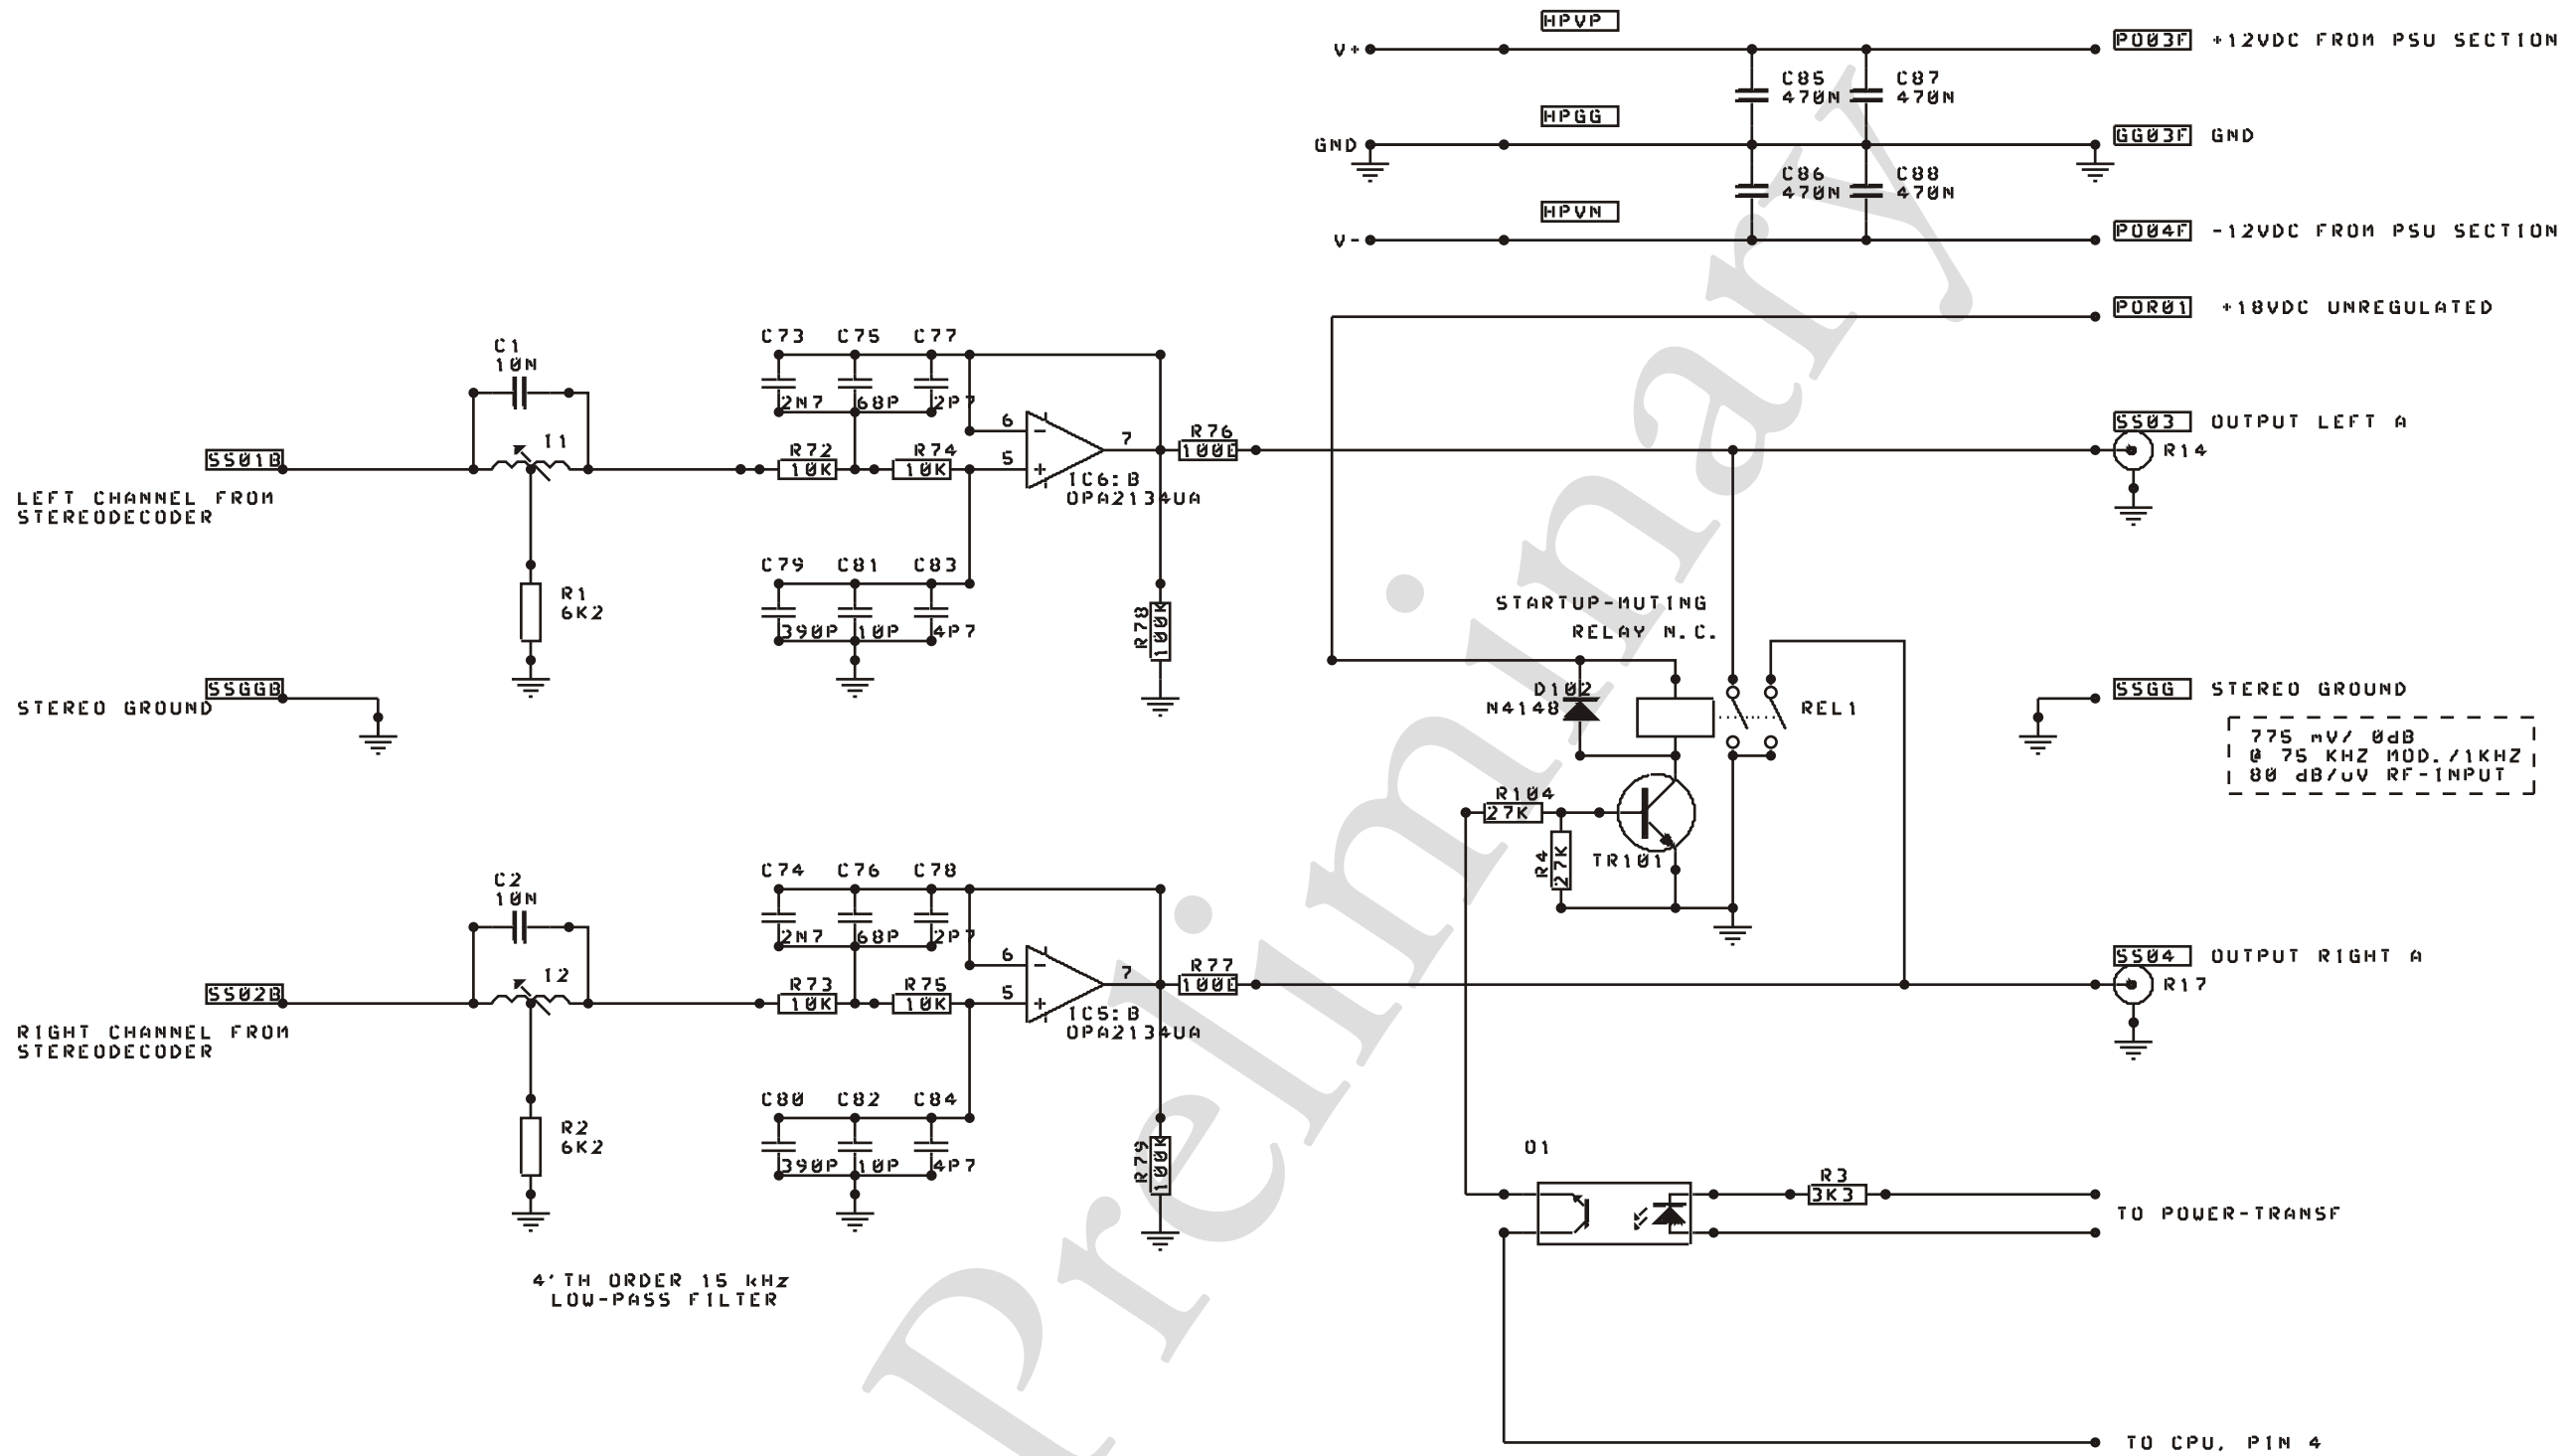 HPVP
V+
PO03F +12VDC FROM PSU SECTION
C85
470N
C87
470N
HPGG
GND
GG03F GND
C86
470N
C88
470N
HPVN
V-
PO04F -12VDC FROM PSU SECTION
POR01 +18VDC UNREGULATED
C1
10N
C73 C75 C77
2N7 68P 2P7
I1
SS01B
LEFT CHANNEL FROM
STEREODECODER
R72
10K
R74
10K
6
5
7
IC6:B
OPA2134UA
R76
100E
SS03 OUTPUT LEFT A
R14
R1
6K2
C79 C81 C83
390P 10P 4P7
R78
100K
STARTUP-MUTING
RELAY N.C.
SSGGB
STEREO GROUND
D102
N4148
REL1
SSGG STEREO GROUND
775 mV/ 0dB
@ 75 KHZ MOD./1KHZ
80 dB/uV RF-INPUT
R104
27K
R4
27K
TR101
C2
10N
C74 C76 C78
2N7 68P 2P7
I2
SS02B
RIGHT CHANNEL FROM
STEREODECODER
R73
10K
R75
10K
6
5
7
IC5:B
OPA2134UA
R77
100E
SS04 OUTPUT RIGHT A
R17
R2
6K2
C80 C82 C84
390P 10P 4P7
R79
100K
O1
R3
3K3
TO POWER-TRANSF
4'TH ORDER 15 kHz
LOW-PASS FILTER
TO CPU, PIN 4
Preliminary